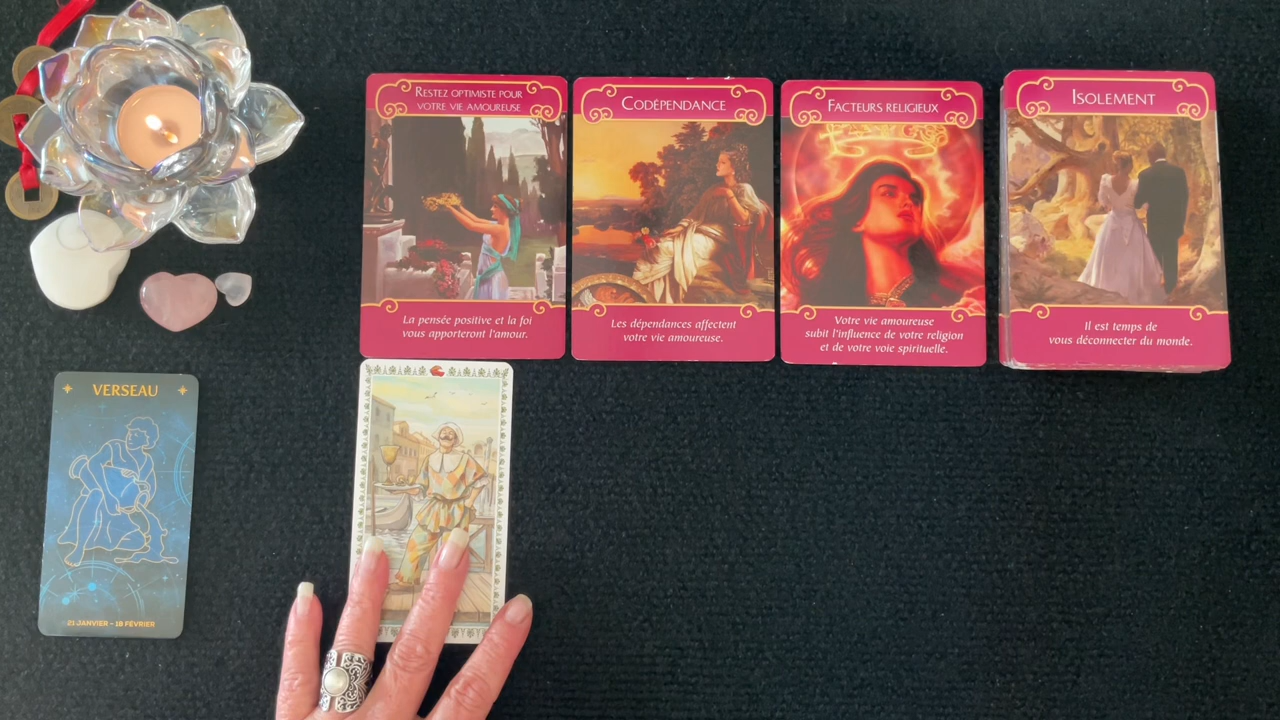 RESTEZ OPTIMISTE POUR
VOTRE VIE AMOUREUSE
La pensée positive et la foi
vous apporteront l'amour.
CODÉPENDANCE
Les dépendances affectent
votre vie amoureuse.
FACTEURS RELIGIEUX
Votre vie amoureuse
subit l'influence de votre religion
et de votre voie spirituelle.
ISOLEMENT
Il est temps de
vous déconnecter du monde.
VERSEAU
21 JANVIER – 19 FÉVRIER